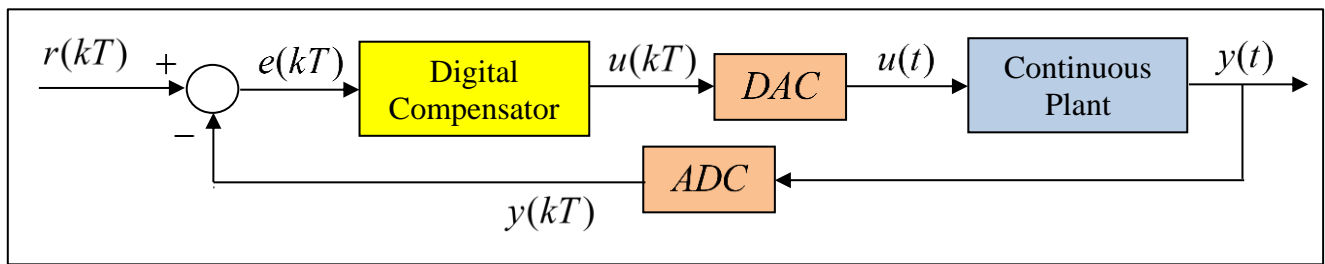 r(kT)
+
−
e(kT)
Digital
Compensator
u(kT)
DAC
u(t)
Continuous
Plant
y(t)
ADC
y(kT)